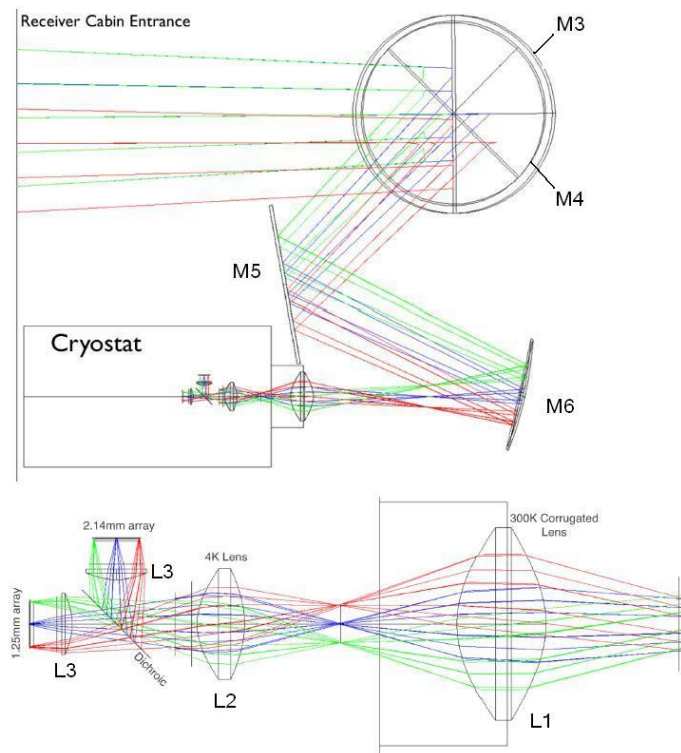 Receiver Cabin Entrance
M3
M4
M5
Cryostat
M6
2.14mm array
4K Lens
300K Corrugated
Lens
L3
1.25mm array
L3
Dichroic
L2
L1